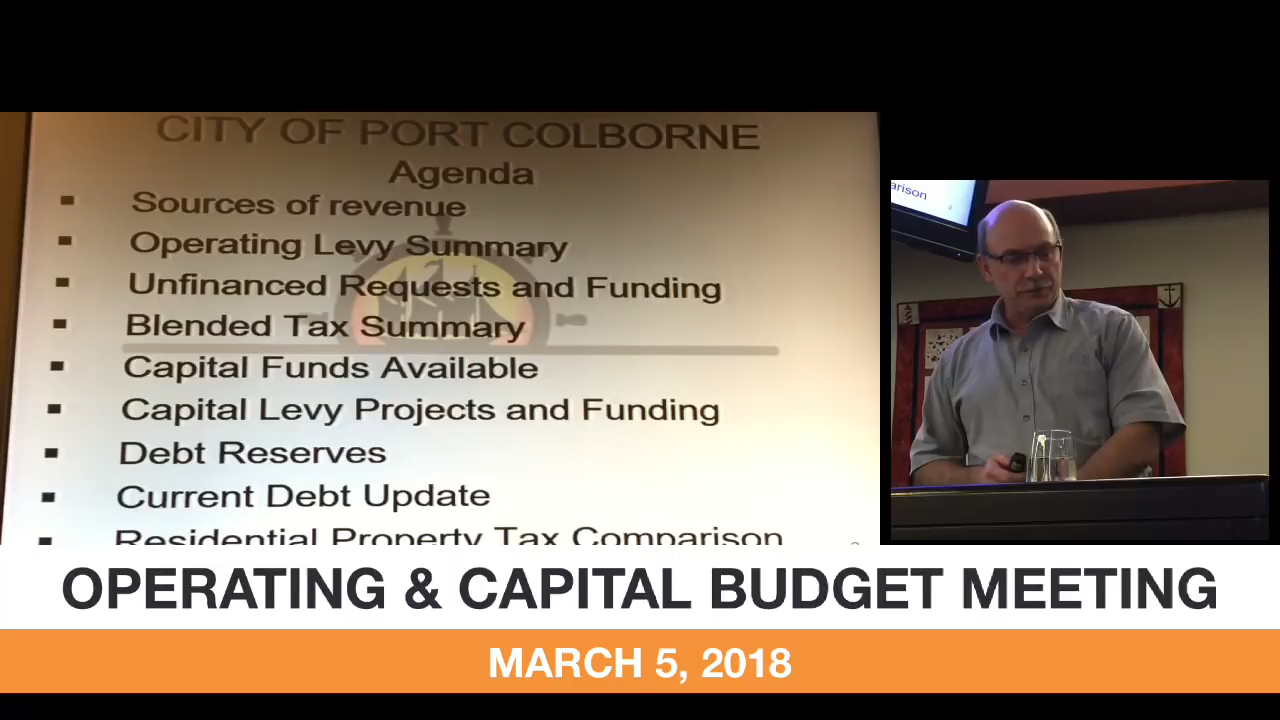 CITY OF PORT COLBORNE
Agenda
▪ Sources of revenue
▪ Operating Levy Summary
▪ Unfinanced Requests and Funding
▪ Blended Tax Summary
▪ Capital Funds Available
▪ Capital Levy Projects and Funding
▪ Debt Reserves
▪ Current Debt Update
▪ Residential Property Tax Comparison
arison
OPERATING & CAPITAL BUDGET MEETING
MARCH 5, 2018